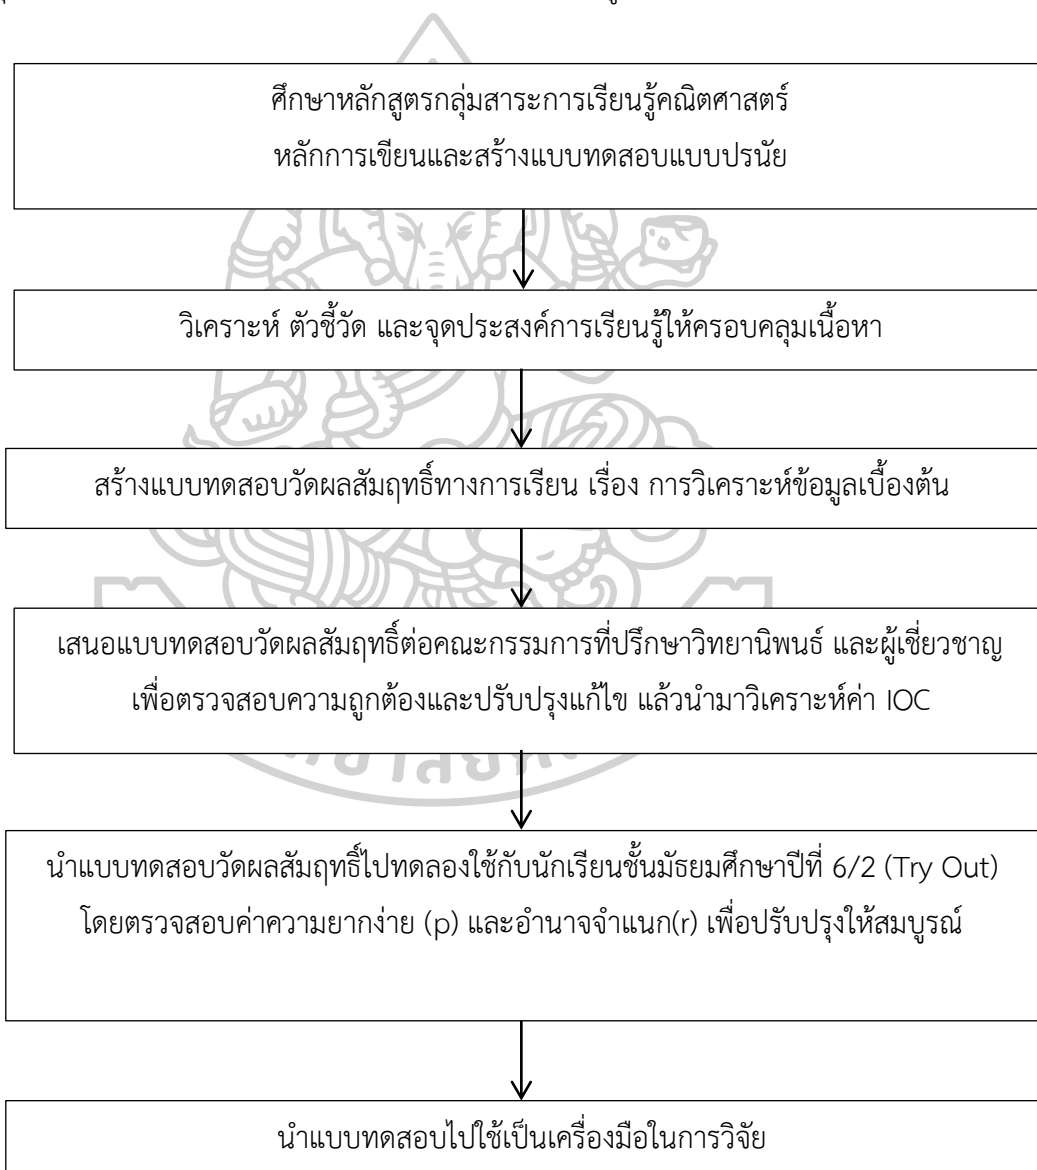 ศึกษาหลักสูตรกลุ่มสาระการเรียนรู้คณิตศาสตร์
หลักการเขียนและสร้างแบบทดสอบแบบปรนัย
วิเคราะห์ ตัวชี้วัด และจุดประสงค์การเรียนรู้ให้ครอบคลุมเนื้อหา
สร้างแบบทดสอบวัดผลสัมฤทธิ์ทางการเรียน เรื่อง การวิเคราะห์ข้อมูลเบื้องต้น
เสนอแบบทดสอบวัดผลสัมฤทธิ์ต่อคณะกรรมการที่ปรึกษาวิทยานิพนธ์ และผู้เชี่ยวชาญ
เพื่อตรวจสอบความถูกต้องและปรับปรุงแก้ไข แล้วนำมาวิเคราะห์ค่า IOC
นำแบบทดสอบวัดผลสัมฤทธิ์ไปทดลองใช้กับนักเรียนชั้นมัธยมศึกษาปีที่ 6/2 (Try Out)
โดยตรวจสอบค่าความยากง่าย (p) และอำนาจจำแนก(r) เพื่อปรับปรุงให้สมบูรณ์
นำแบบทดสอบไปใช้เป็นเครื่องมือในการวิจัย